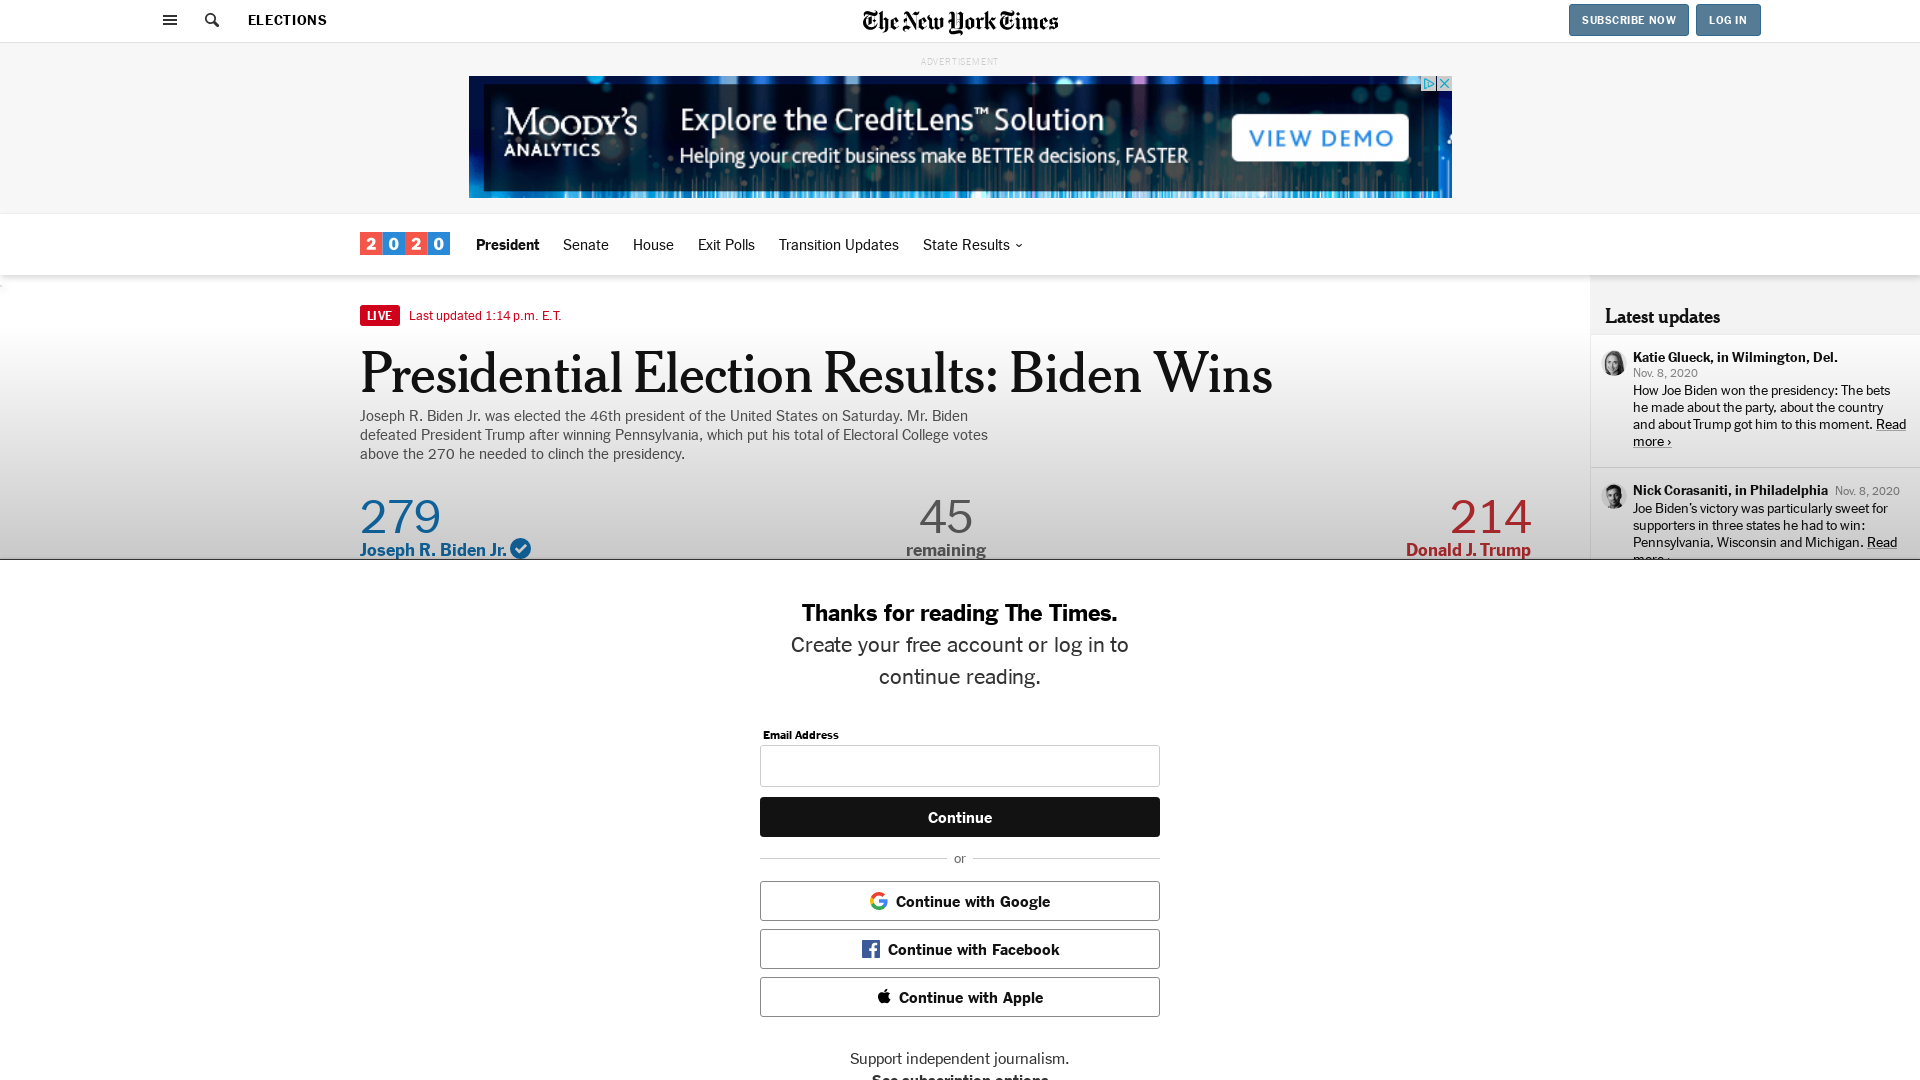 ELECTIONS
The New York Times
SUBSCRIBE NOW
LOG IN
ADVERTISEMENT
MOODY'S
ANALYTICS
Explore the CreditLens™ Solution
Helping your credit business make BETTER decisions, FASTER
VIEW DEMO
2020
President
Senate
House
Exit Polls
Transition Updates
State Results
LIVE
Last updated 1:14 p.m. E.T.
Presidential Election Results: Biden Wins
Joseph R. Biden Jr. was elected the 46th president of the United States on Saturday. Mr. Biden
defeated President Trump after winning Pennsylvania, which put his total of Electoral College votes
above the 270 he needed to clinch the presidency.
279
Joseph R. Biden Jr.
45
remaining
214
Donald J. Trump
Latest updates
Katie Glueck, in Wilmington, Del.
Nov. 8, 2020
How Joe Biden won the presidency: The bets
he made about the party, about the country
and about Trump got him to this moment. Read
more ›
Nick Corasaniti, in Philadelphia Nov. 8, 2020
Joe Biden's victory was particularly sweet for
supporters in three states he had to win:
Pennsylvania, Wisconsin and Michigan. Read
more ›
Thanks for reading The Times.
Create your free account or log in to
continue reading.
Email Address
Continue
or
Continue with Google
Continue with Facebook
Continue with Apple
Support independent journalism.
See subscription options